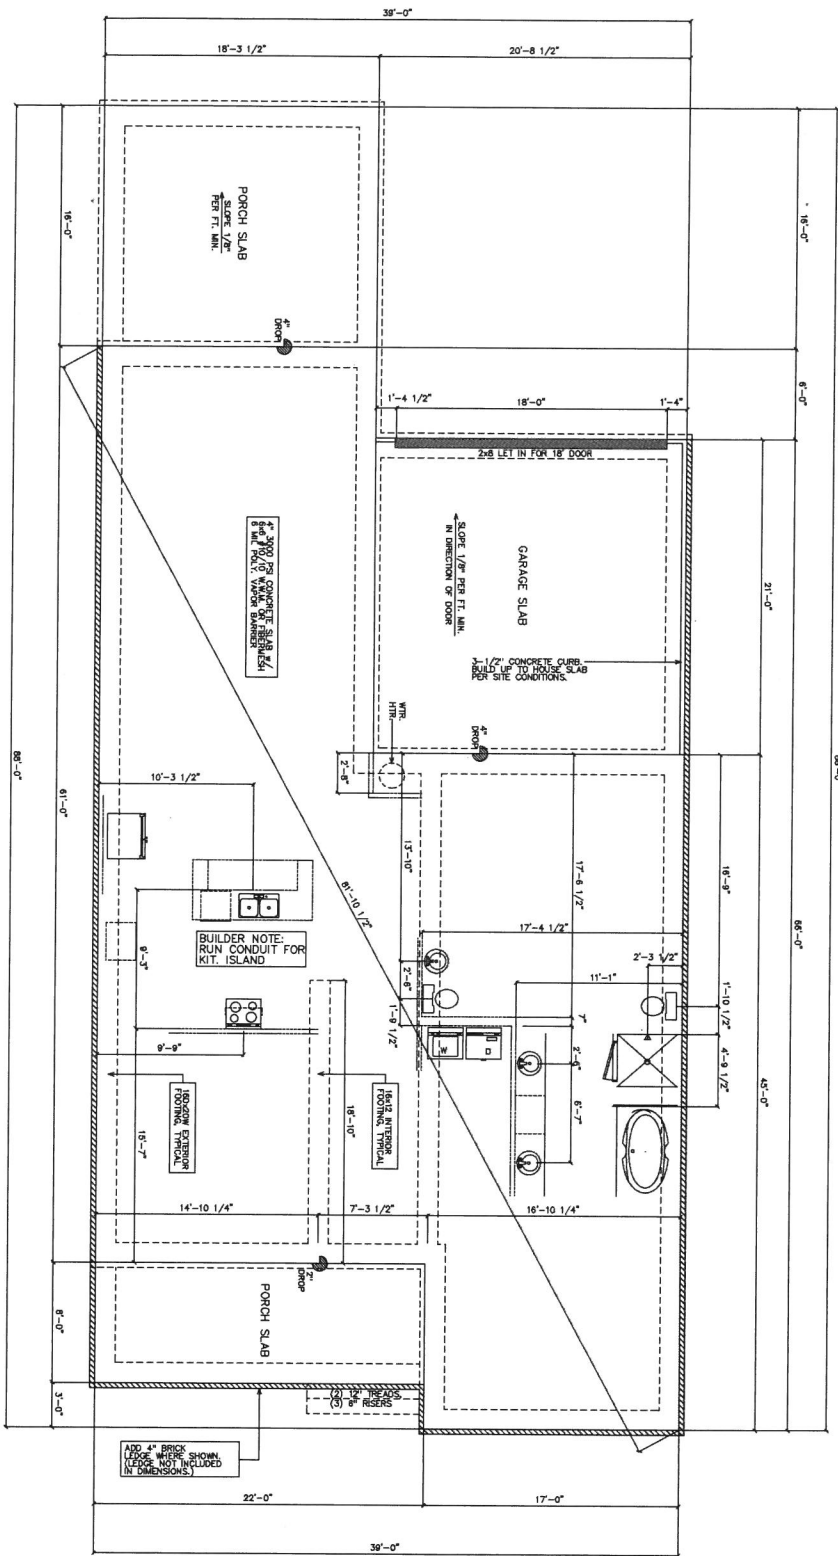 39'-0"
18'-3 1/2"
20'-8 1/2"
16'-0"
16'-0"
PORCH SLAB
SLOPE 1/8"
PER FT. MIN.
4"
DROP
6'-0"
1'-4 1/2"
18'-0"
1'-4"
2x8 LET IN FOR 18' DOOR
SLOPE 1/8" PER FT. MIN.
IN DIRECTION OF DOOR
GARAGE SLAB
21'-0"
4" 3000 PSI CONCRETE SLAB W/
6x6 #10/10 W.W.M. OR FIBERMESH
6 MIL POLY. VAPOR BARRIER
3-1/2" CONCRETE CURB.
BUILD UP TO HOUSE SLAB
PER SITE CONDITIONS.
WTR.
HTR.
4"
DROP
2'-8"
88'-0"
61'-0"
10'-3 1/2"
13'-10"
17'-6 1/2"
16'-9"
66'-0"
81'-10 1/2"
17'-4 1/2"
BUILDER NOTE:
RUN CONDUIT FOR
KIT. ISLAND
9'-3"
2'-3 1/2"
11'-1"
2'-6"
1'-9 1/2"
7"
1'-10 1/2"
4'-9 1/2"
W
D
2'-6"
6'-7"
45'-0"
9'-9"
16Dx20W EXTERIOR
FOOTING, TYPICAL
16x12 INTERIOR
FOOTING, TYPICAL
18'-10"
15'-7"
14'-10 1/4"
7'-3 1/2"
16'-10 1/4"
2"
DROP
PORCH SLAB
8'-0"
3'-0"
(2) 12" TREADS
(3) 8" RISERS
ADD 4" BRICK
LEDGE WHERE SHOWN.
(LEDGE NOT INCLUDED
IN DIMENSIONS.)
22'-0"
17'-0"
39'-0"